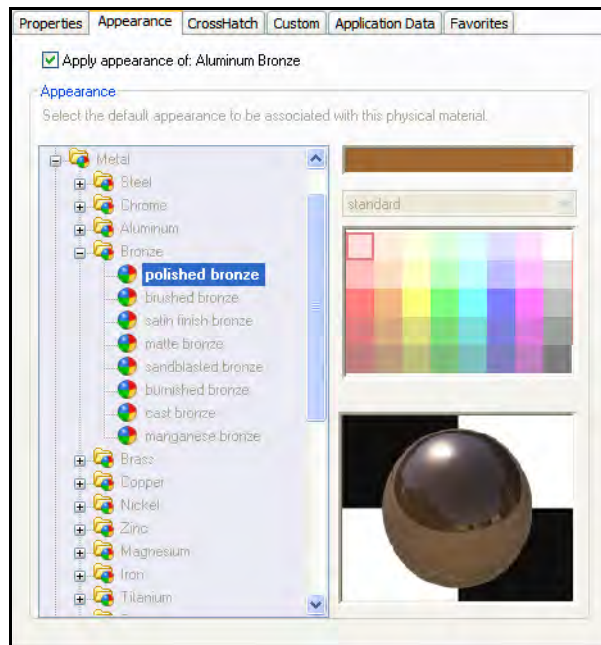 Properties Appearance CrossHatch Custom Application Data Favorites
Apply appearance of: Aluminum Bronze
Appearance
Select the default appearance to be associated with this physical material.
Metal
Steel
Chrome
Aluminum
Bronze
polished bronze
brushed bronze
satin finish bronze
matte bronze
sandblasted bronze
burnished bronze
cast bronze
manganese bronze
Brass
Copper
Nickel
Zinc
Magnesium
Iron
Titanium
standard